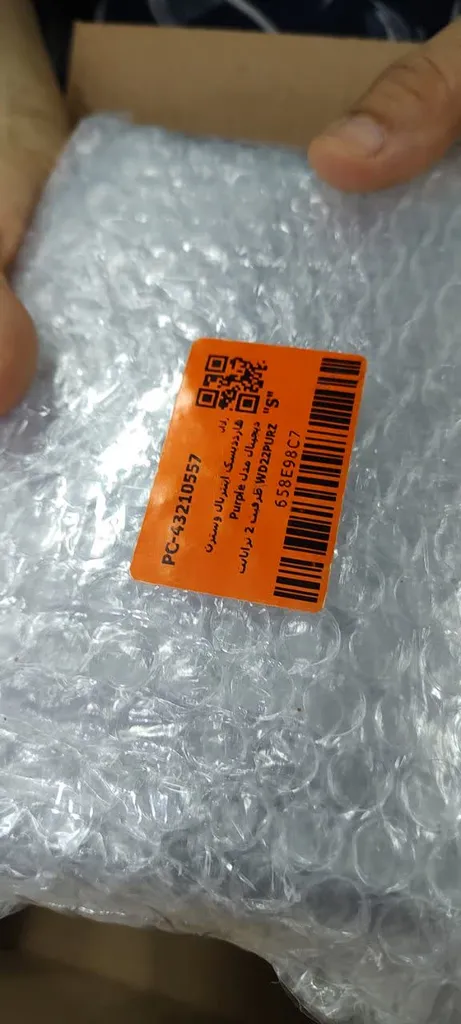 PC-43210557
هارددیسک اینترنال وسترن
دیجیتال مدل Purple
WD22PURZ ظرفیت 2 ترابایت
"S"
658E98C7